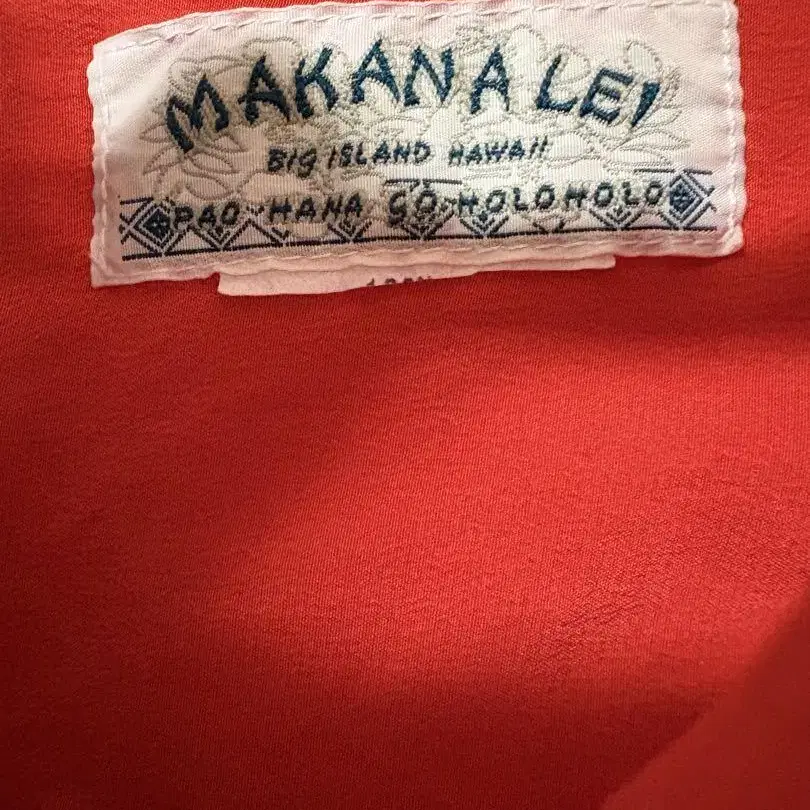 MAKANA LEI
BIG ISLAND HAWAII
PAO HANA GO HOLOHOLO